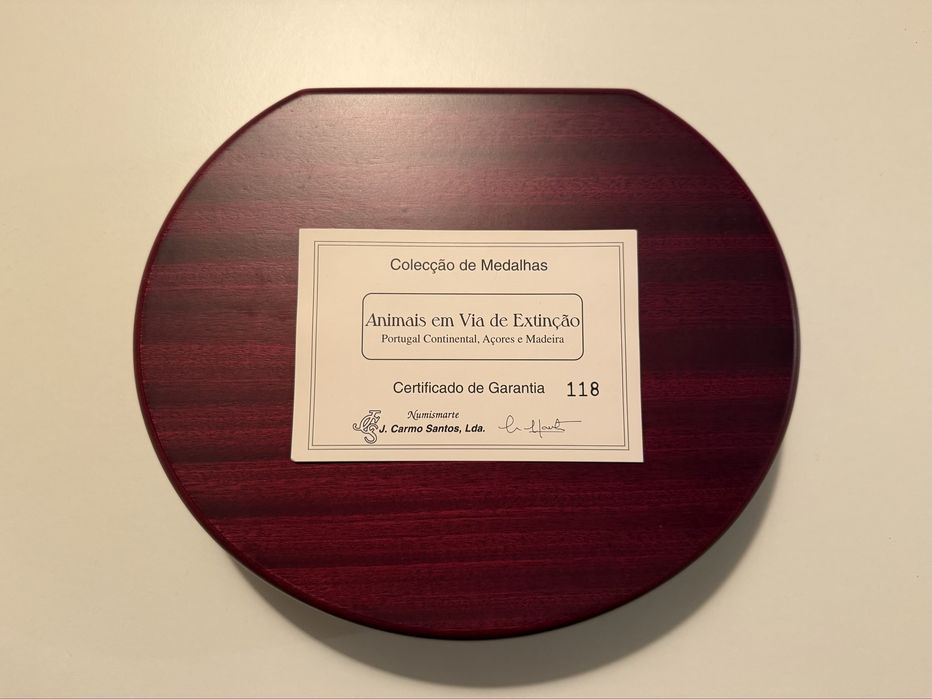 Colecção de Medalhas
Animais em Via de Extinção
Portugal Continental, Açores e Madeira
Certificado de Garantia 118
Numismarte
J. Carmo Santos, Lda.